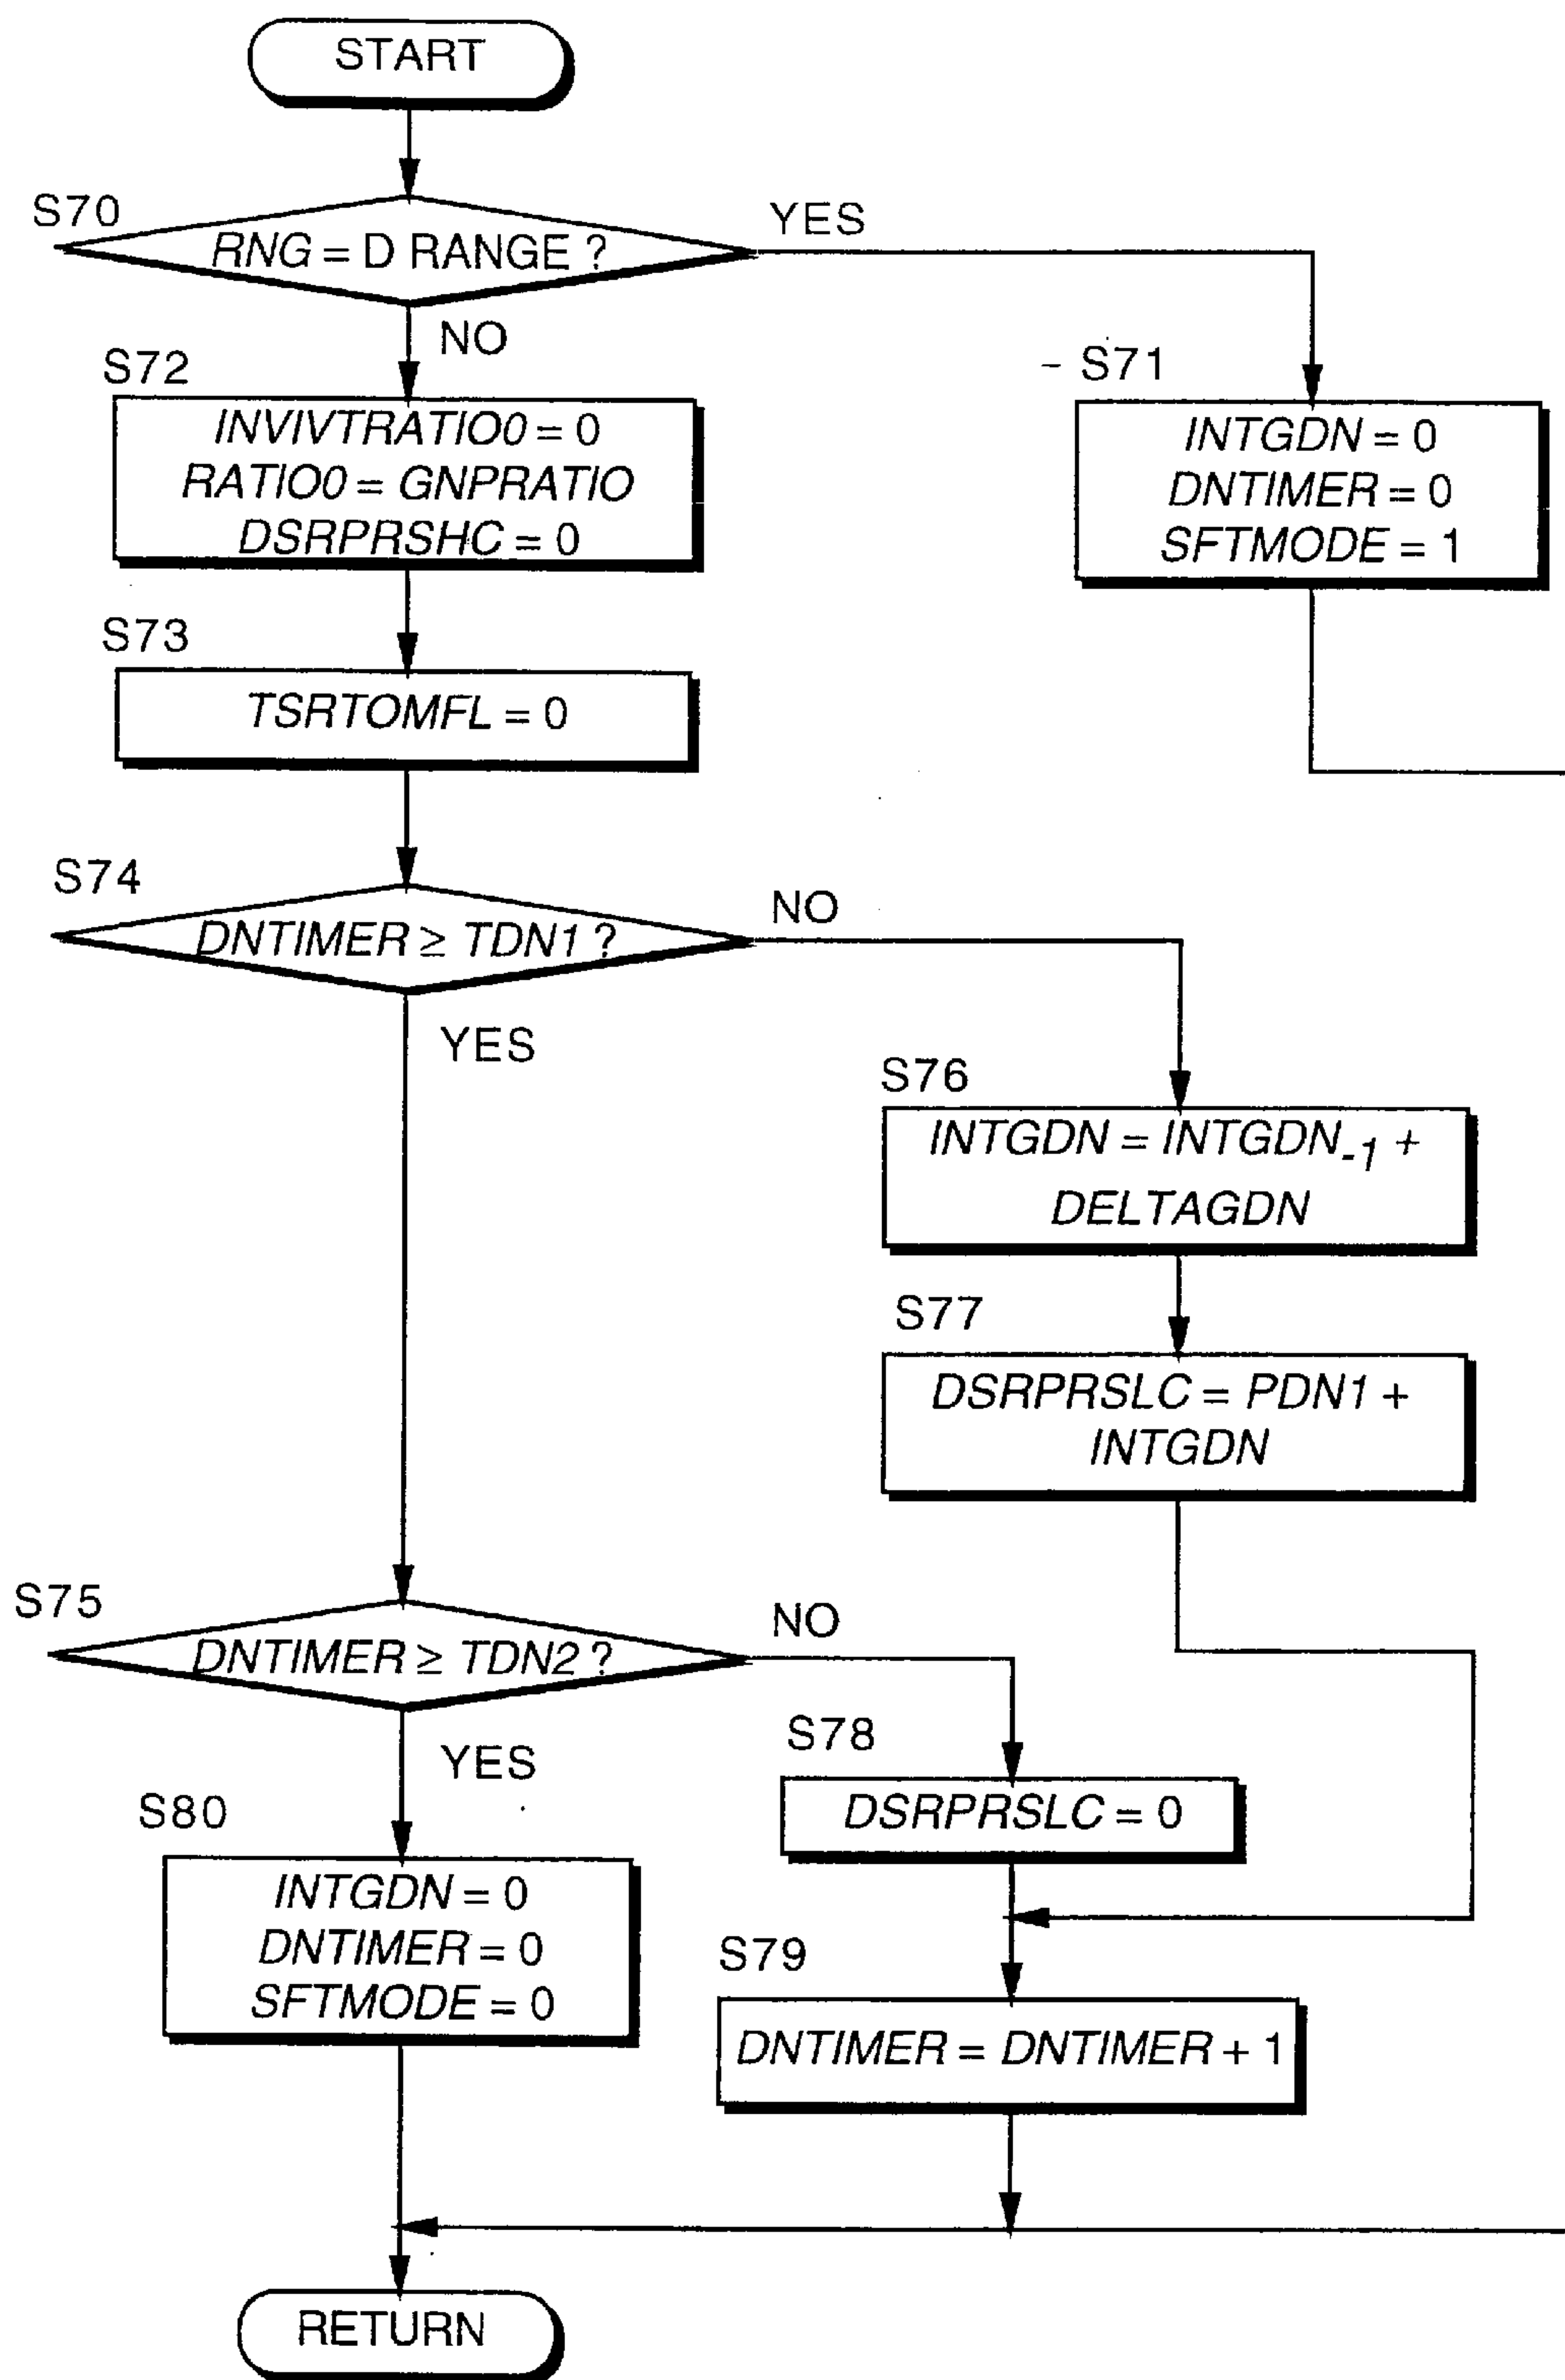 START
S70
RNG = D RANGE ?
YES
NO
S72
INVIVTRATIO0 = 0
RATIO0 = GNPRATIO
DSRPRSHC = 0
S71
INTGDN = 0
DNTIMER = 0
SFTMODE = 1
S73
TSRTOMFL = 0
S74
DNTIMER ≥ TDN1 ?
NO
YES
S76
INTGDN = INTGDN-1 +
DELTAGDN
S77
DSRPRSLC = PDN1 +
INTGDN
S75
DNTIMER ≥ TDN2 ?
NO
YES
S78
DSRPRSLC = 0
S80
INTGDN = 0
DNTIMER = 0
SFTMODE = 0
S79
DNTIMER = DNTIMER + 1
RETURN